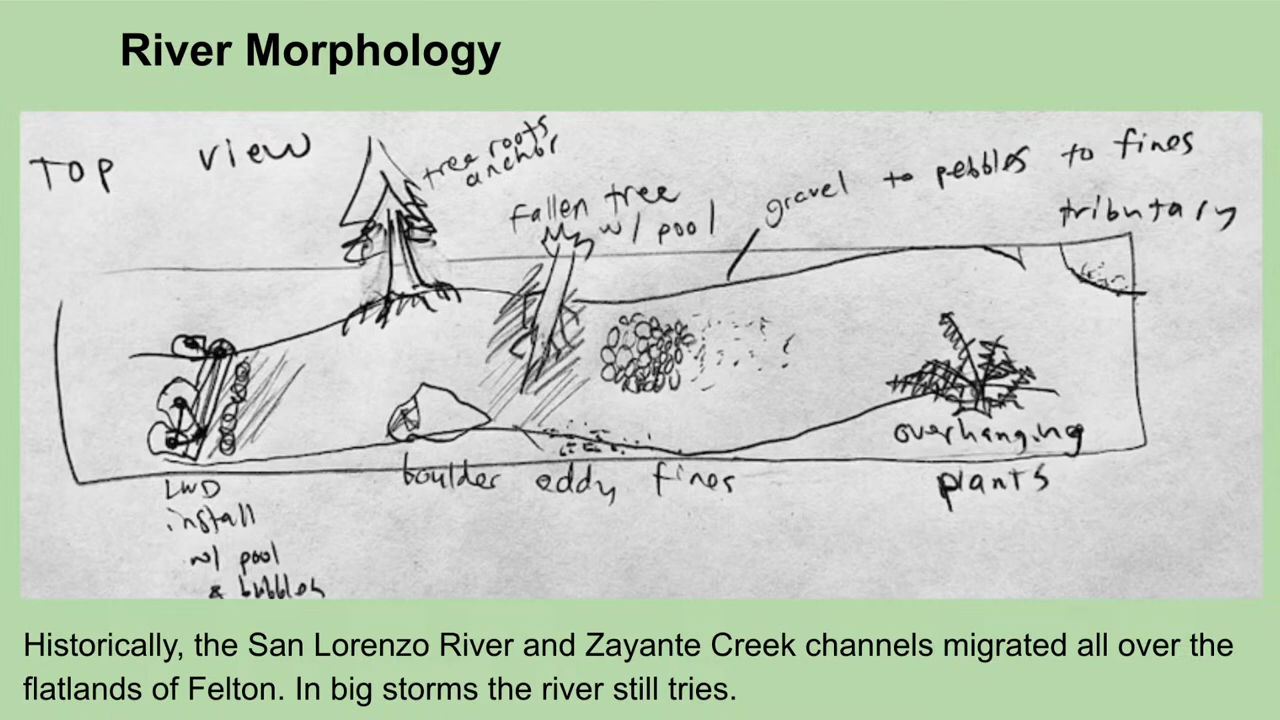 River Morphology
Top view
tree roots
anchor
fallen tree
w/ pool
gravel to pebbles to fines
tributary
boulder eddy fines
overhanging
plants
LWD
install
w/ pool
& bubbles
Historically, the San Lorenzo River and Zayante Creek channels migrated all over the
flatlands of Felton. In big storms the river still tries.